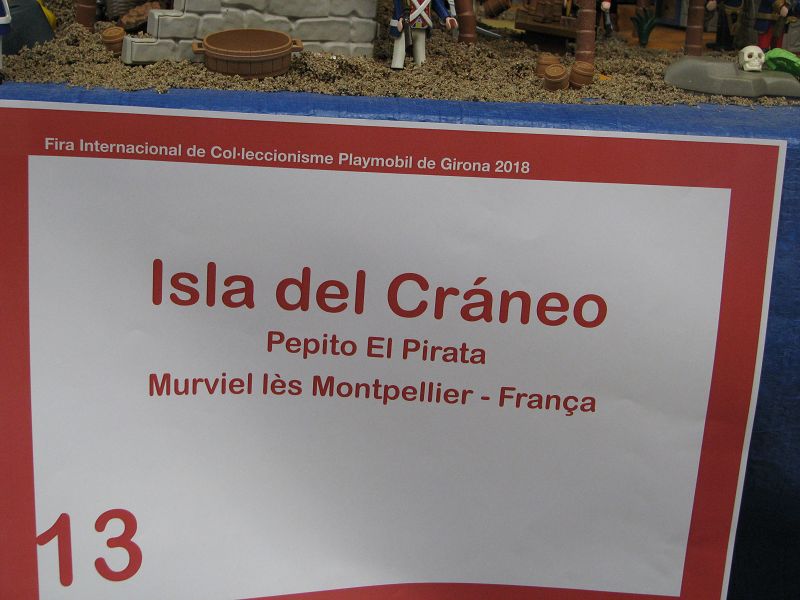 Fira Internacional de Col·leccionisme Playmobil de Girona 2018
Isla del Cráneo
Pepito El Pirata
Murviel lès Montpellier - França
13